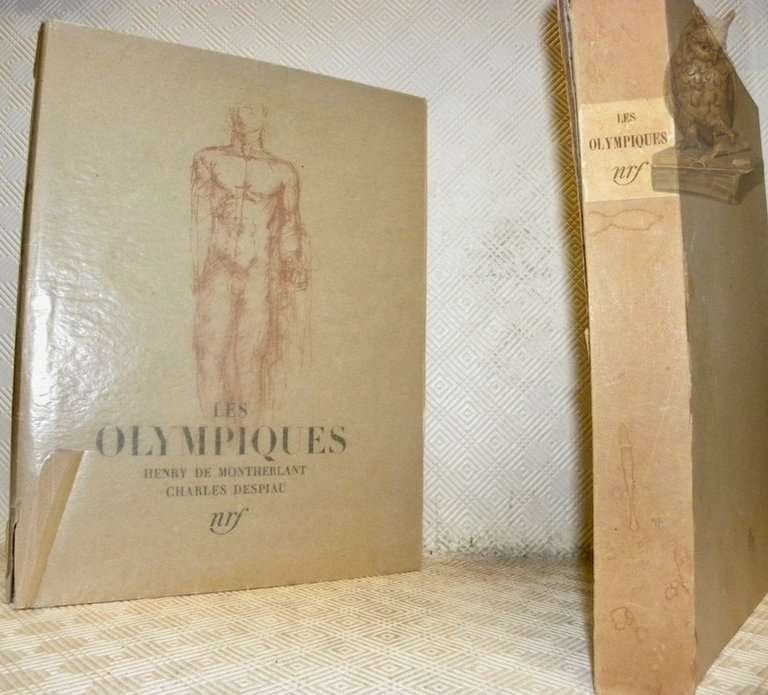 LES
OLYMPIQUES
HENRY DE MONTHERLANT
CHARLES DESPIAU
nrf
LES
OLYMPIQUES
nrf